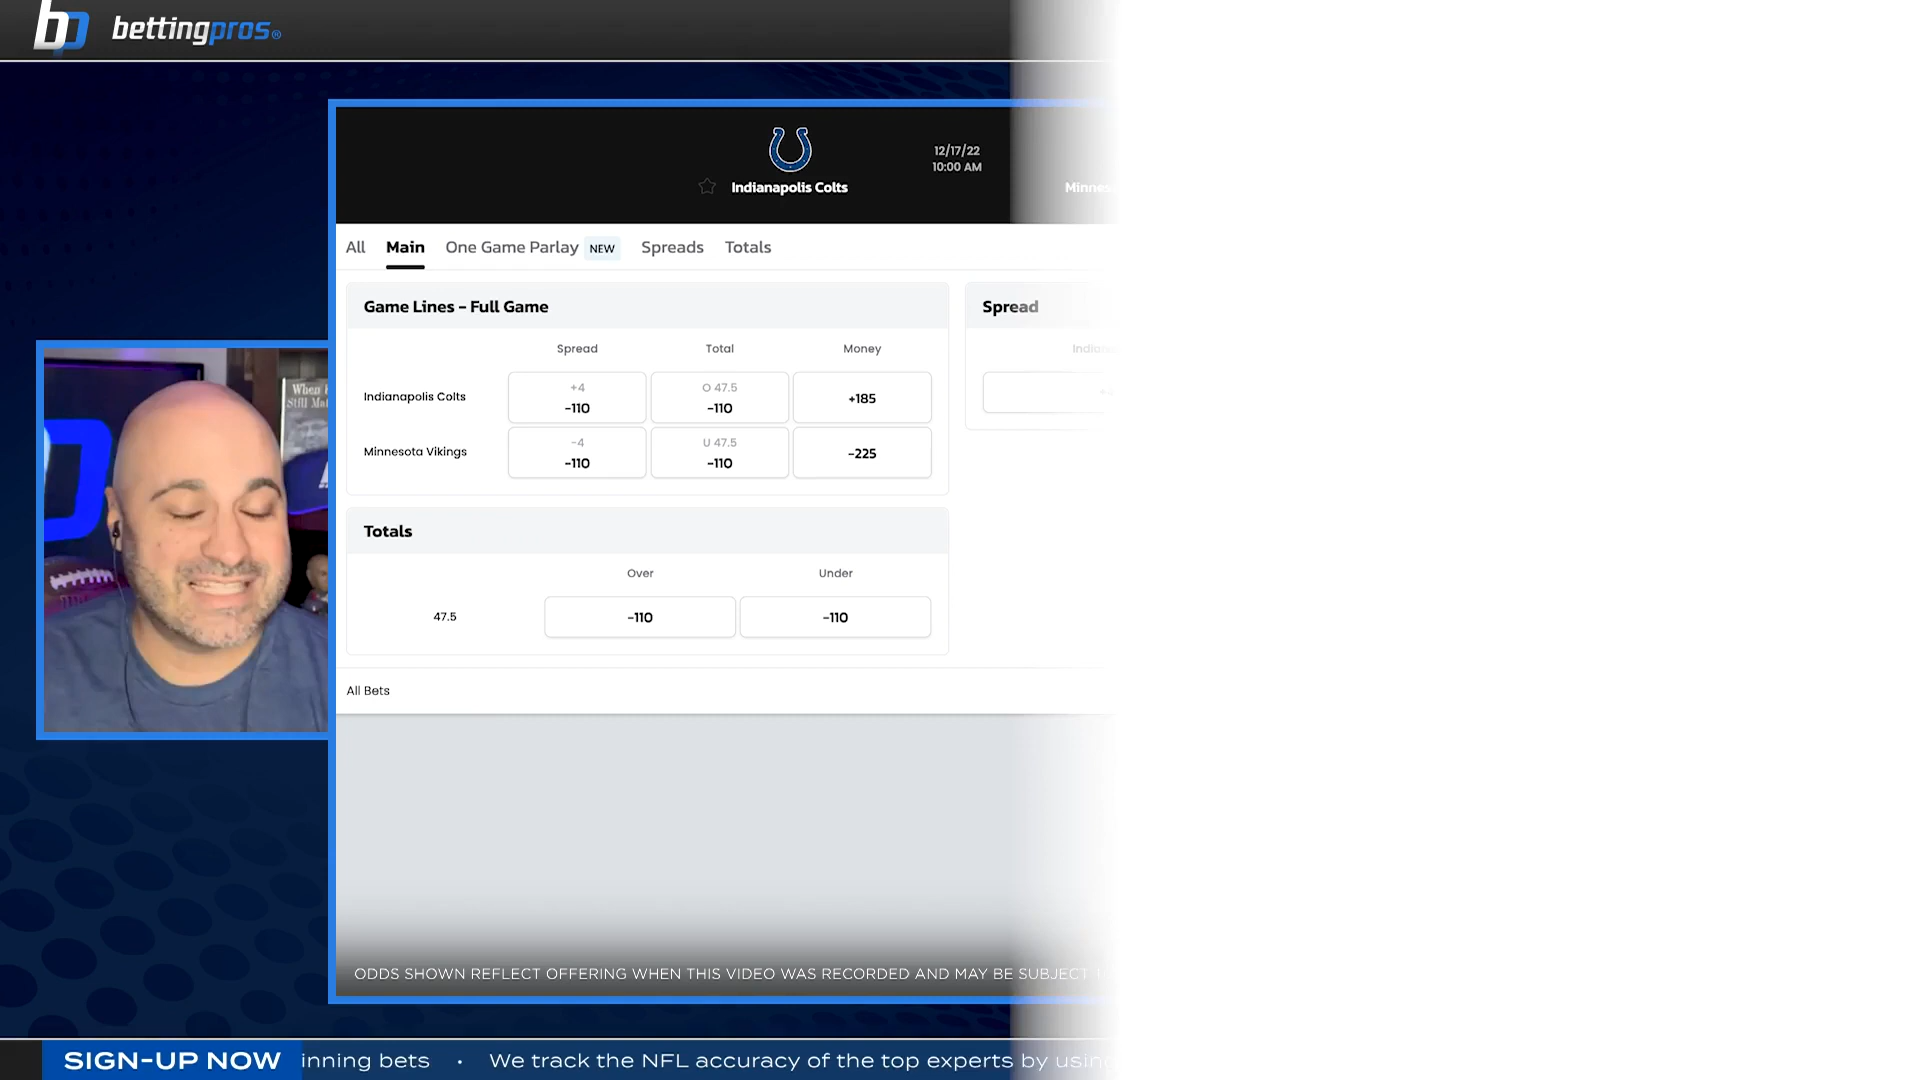 bettingpros®
12/17/22
10:00 AM
Indianapolis Colts
All Main One Game Parlay NEW Spreads Totals
Game Lines - Full Game
Spread
Spread Total Money
Indianapolis Colts
+4
-110
O 47.5
-110
+185
Minnesota Vikings
-4
-110
U 47.5
-110
-225
Totals
Over Under
47.5 -110 -110
All Bets
ODDS SHOWN REFLECT OFFERING WHEN THIS VIDEO WAS RECORDED AND MAY BE SUBJECT
SIGN-UP NOW inning bets • We track the NFL accuracy of the top experts by using